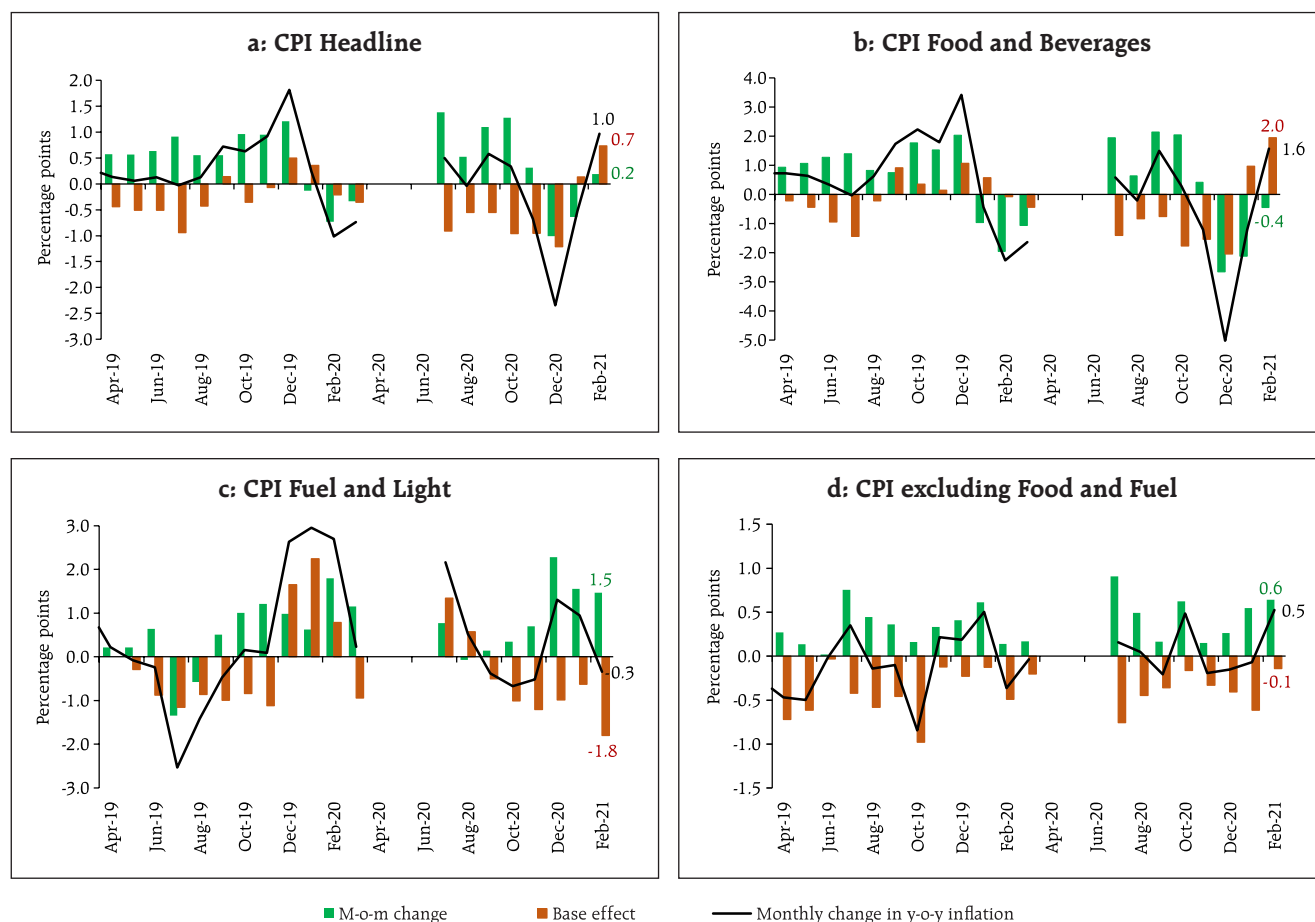 a: CPI Headline
Percentage points
2.0
1.5
1.0
0.5
0.0
-0.5
-1.0
-1.5
-2.0
-2.5
-3.0
1.0
0.7
0.2
Apr-19
Jun-19
Aug-19
Oct-19
Dec-19
Feb-20
Apr-20
Jun-20
Aug-20
Oct-20
Dec-20
Feb-21
b: CPI Food and Beverages
Percentage points
4.0
3.0
2.0
1.0
0.0
-1.0
-2.0
-3.0
-4.0
-5.0
2.0
1.6
-0.4
Apr-19
Jun-19
Aug-19
Oct-19
Dec-19
Feb-20
Apr-20
Jun-20
Aug-20
Oct-20
Dec-20
Feb-21
c: CPI Fuel and Light
Percentage points
3.0
2.0
1.0
0.0
-1.0
-2.0
-3.0
1.5
-0.3
-1.8
Apr-19
Jun-19
Aug-19
Oct-19
Dec-19
Feb-20
Apr-20
Jun-20
Aug-20
Oct-20
Dec-20
Feb-21
d: CPI excluding Food and Fuel
Percentage points
1.5
1.0
0.5
0.0
-0.5
-1.0
-1.5
0.6
0.5
-0.1
Apr-19
Jun-19
Aug-19
Oct-19
Dec-19
Feb-20
Apr-20
Jun-20
Aug-20
Oct-20
Dec-20
Feb-21
M-o-m change
Base effect
Monthly change in y-o-y inflation